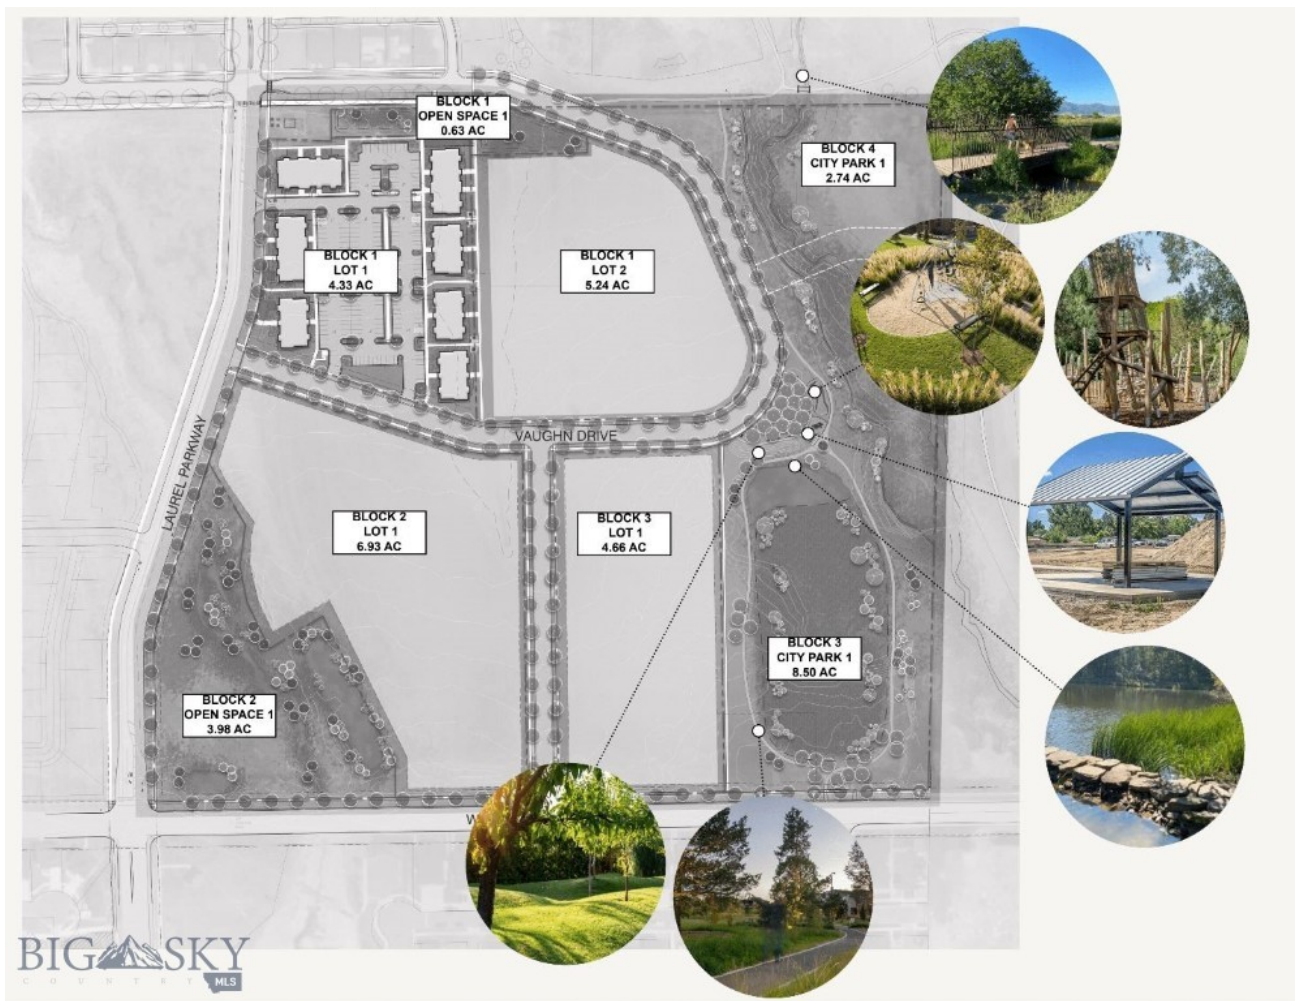 BLOCK 1
OPEN SPACE 1
0.63 AC
BLOCK 4
CITY PARK 1
2.74 AC
BLOCK 1
LOT 1
4.33 AC
BLOCK 1
LOT 2
5.24 AC
LAUREL PARKWAY
VAUGHN DRIVE
BLOCK 2
LOT 1
6.93 AC
BLOCK 3
LOT 1
4.66 AC
BLOCK 3
CITY PARK 1
8.50 AC
BLOCK 2
OPEN SPACE 1
3.98 AC
W
BIG SKY
COUNTRY MLS